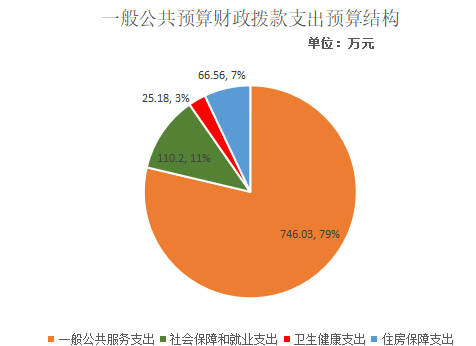 一般公共预算财政拨款支出预算结构
单位：万元
66.56, 7%
25.18, 3%
110.2, 11%
746.03, 79%
一般公共服务支出 社会保障和就业支出 卫生健康支出 住房保障支出